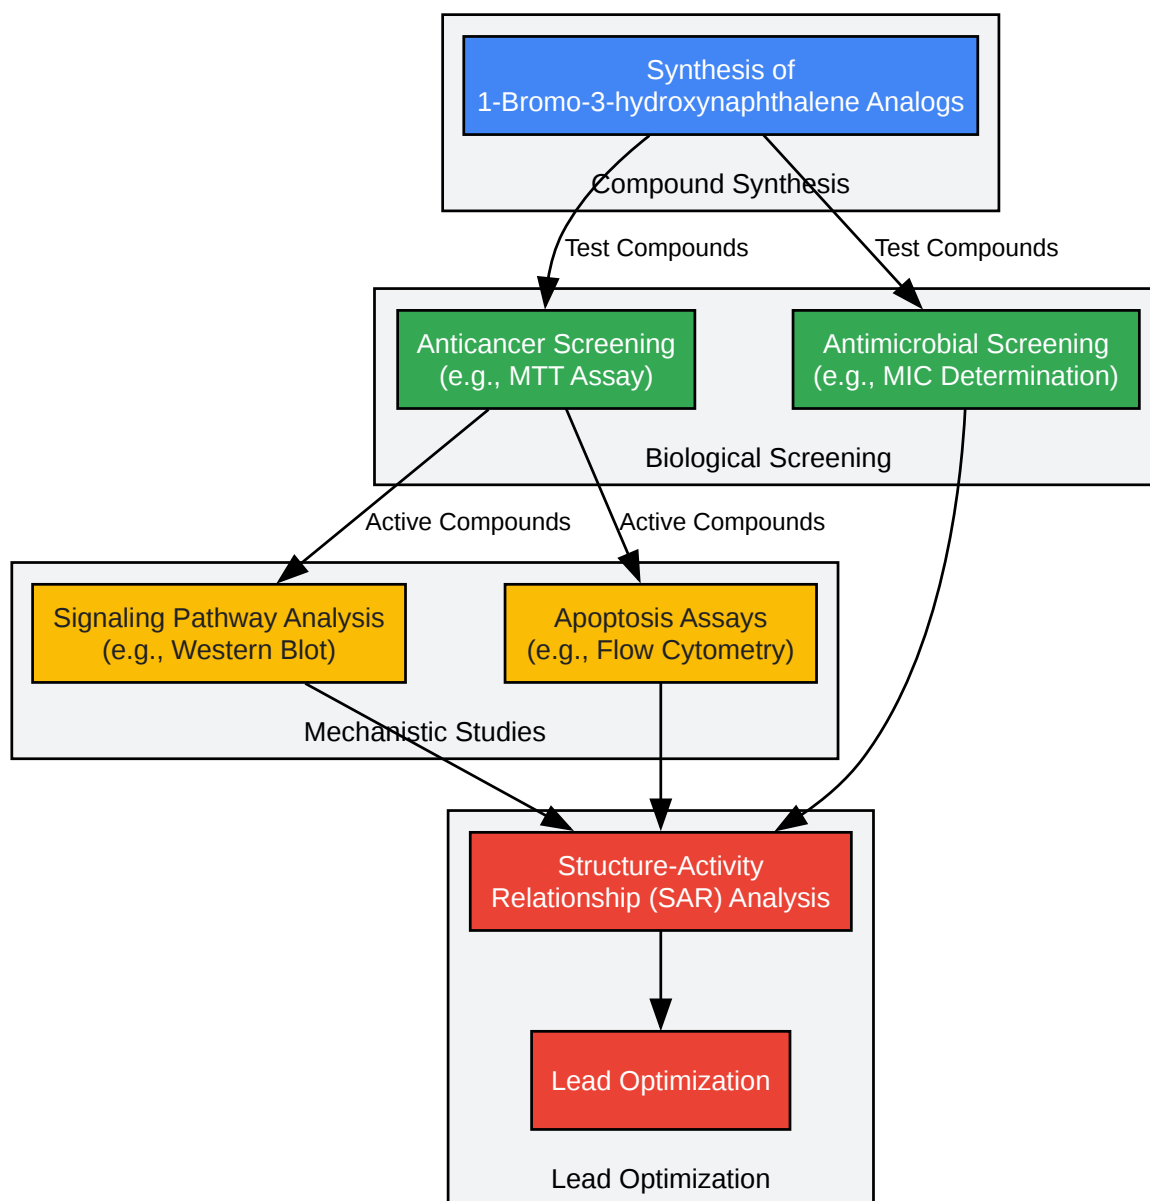 Synthesis of
1-Bromo-3-hydroxynaphthalene Analogs
Compound Synthesis
Test Compounds
Test Compounds
Anticancer Screening
(e.g., MTT Assay)
Antimicrobial Screening
(e.g., MIC Determination)
Biological Screening
Active Compounds
Active Compounds
Signaling Pathway Analysis
(e.g., Western Blot)
Apoptosis Assays
(e.g., Flow Cytometry)
Mechanistic Studies
Structure-Activity
Relationship (SAR) Analysis
Lead Optimization
Lead Optimization